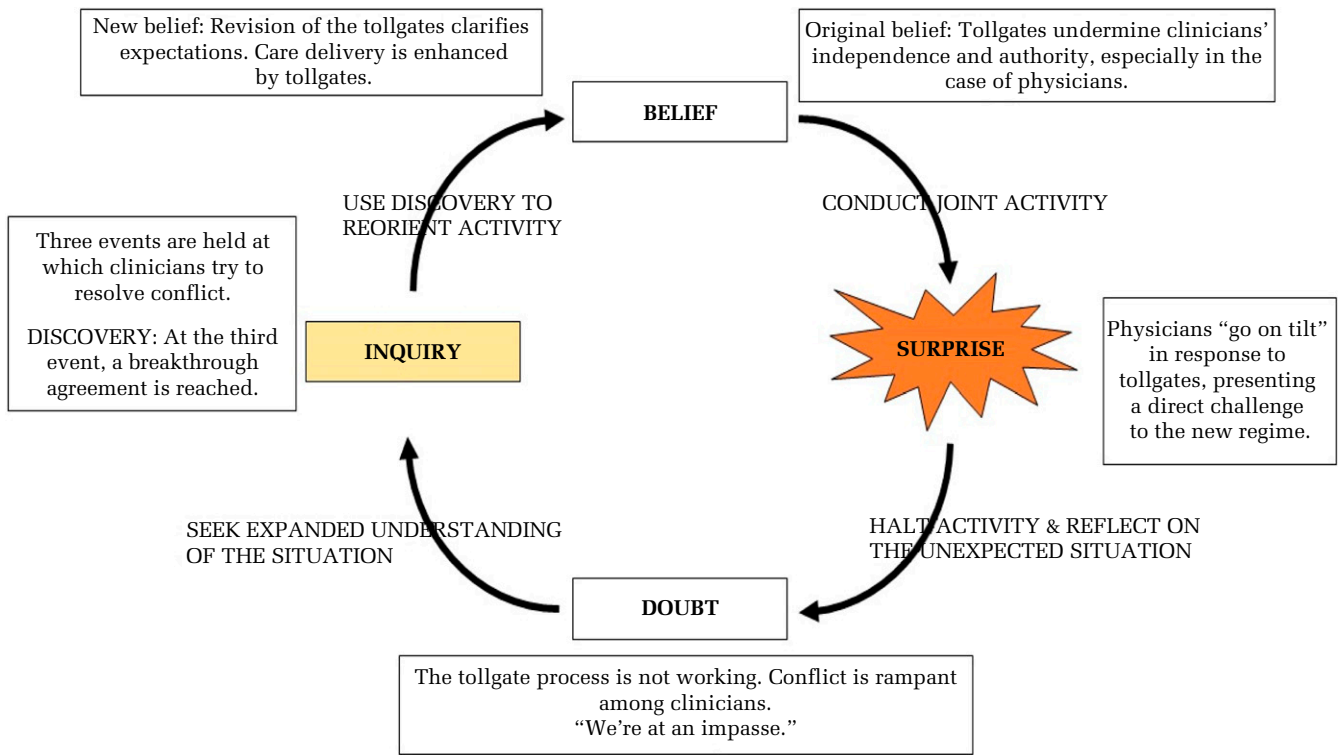 New belief: Revision of the tollgates clarifies
expectations. Care delivery is enhanced
by tollgates.
Original belief: Tollgates undermine clinicians’
independence and authority, especially in the
case of physicians.
BELIEF
USE DISCOVERY TO
REORIENT ACTIVITY
CONDUCT JOINT ACTIVITY
Three events are held at
which clinicians try to
resolve conflict.
DISCOVERY: At the third
event, a breakthrough
agreement is reached.
INQUIRY
SURPRISE
Physicians “go on tilt”
in response to
tollgates, presenting
a direct challenge
to the new regime.
SEEK EXPANDED UNDERSTANDING
OF THE SITUATION
HALT ACTIVITY & REFLECT ON
THE UNEXPECTED SITUATION
DOUBT
The tollgate process is not working. Conflict is rampant
among clinicians.
“We’re at an impasse.”